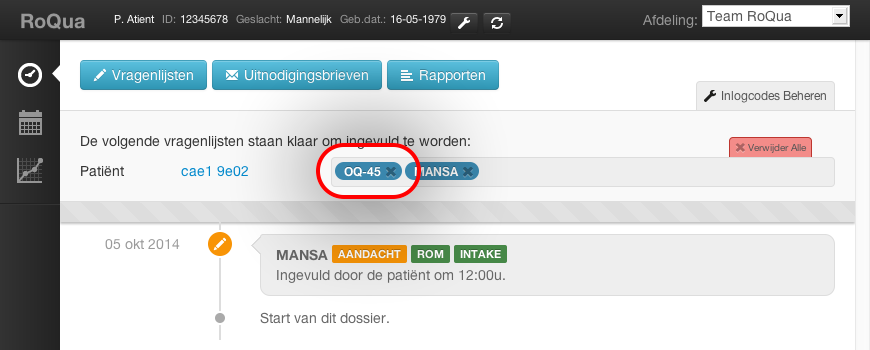 RoQua P. Atient ID: 12345678 Geslacht: Mannelijk Geb.dat.: 16-05-1979 Afdeling: Team RoQua
Vragenlijsten Uitnodigingsbrieven Rapporten
Inlogcodes Beheren
De volgende vragenlijsten staan klaar om ingevuld te worden:
Verwijder Alle
Patiënt cae1 9e02 OQ-45 MANSA
05 okt 2014
MANSA AANDACHT ROM INTAKE
Ingevuld door de patiënt om 12:00u.
Start van dit dossier.